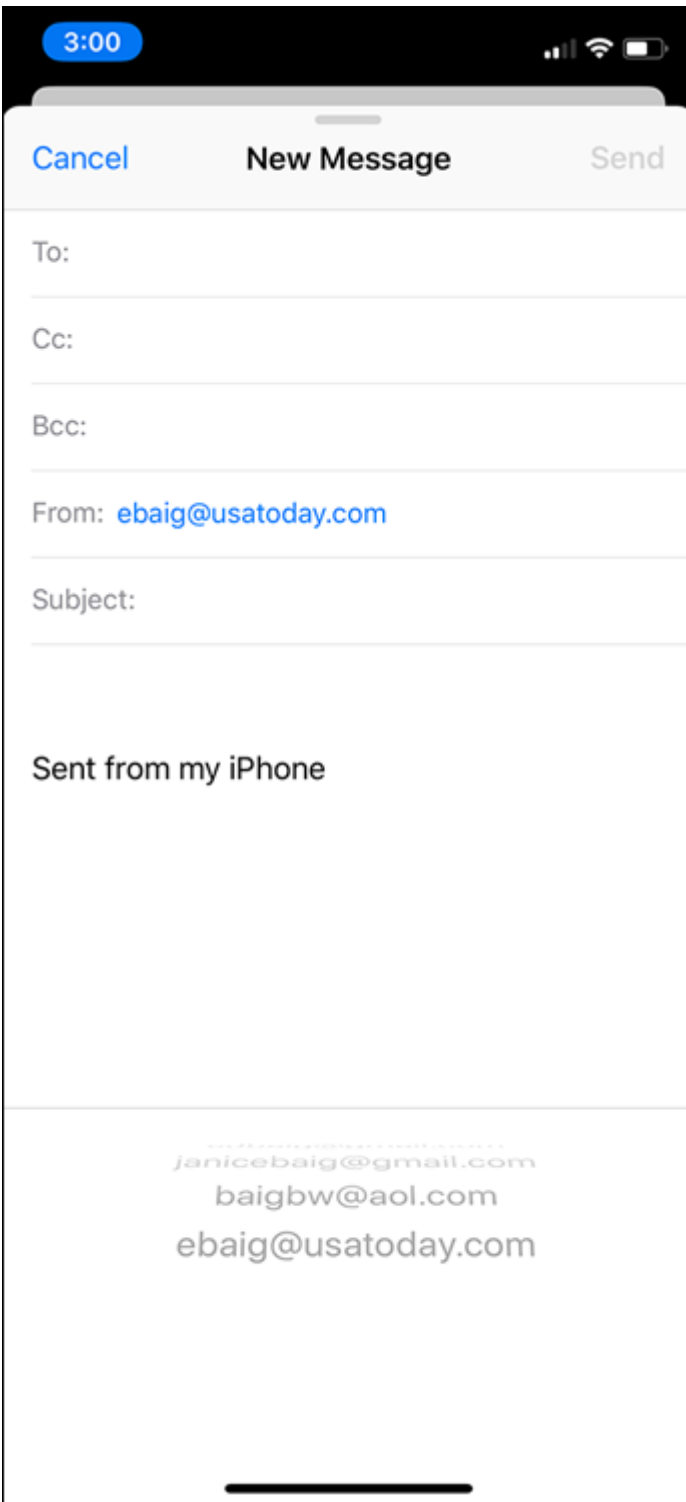 3:00
Cancel New Message Send
To:
Cc:
Bcc:
From: ebaig@usatoday.com
Subject:
Sent from my iPhone
janicebaig@gmail.com
baigbw@aol.com
ebaig@usatoday.com